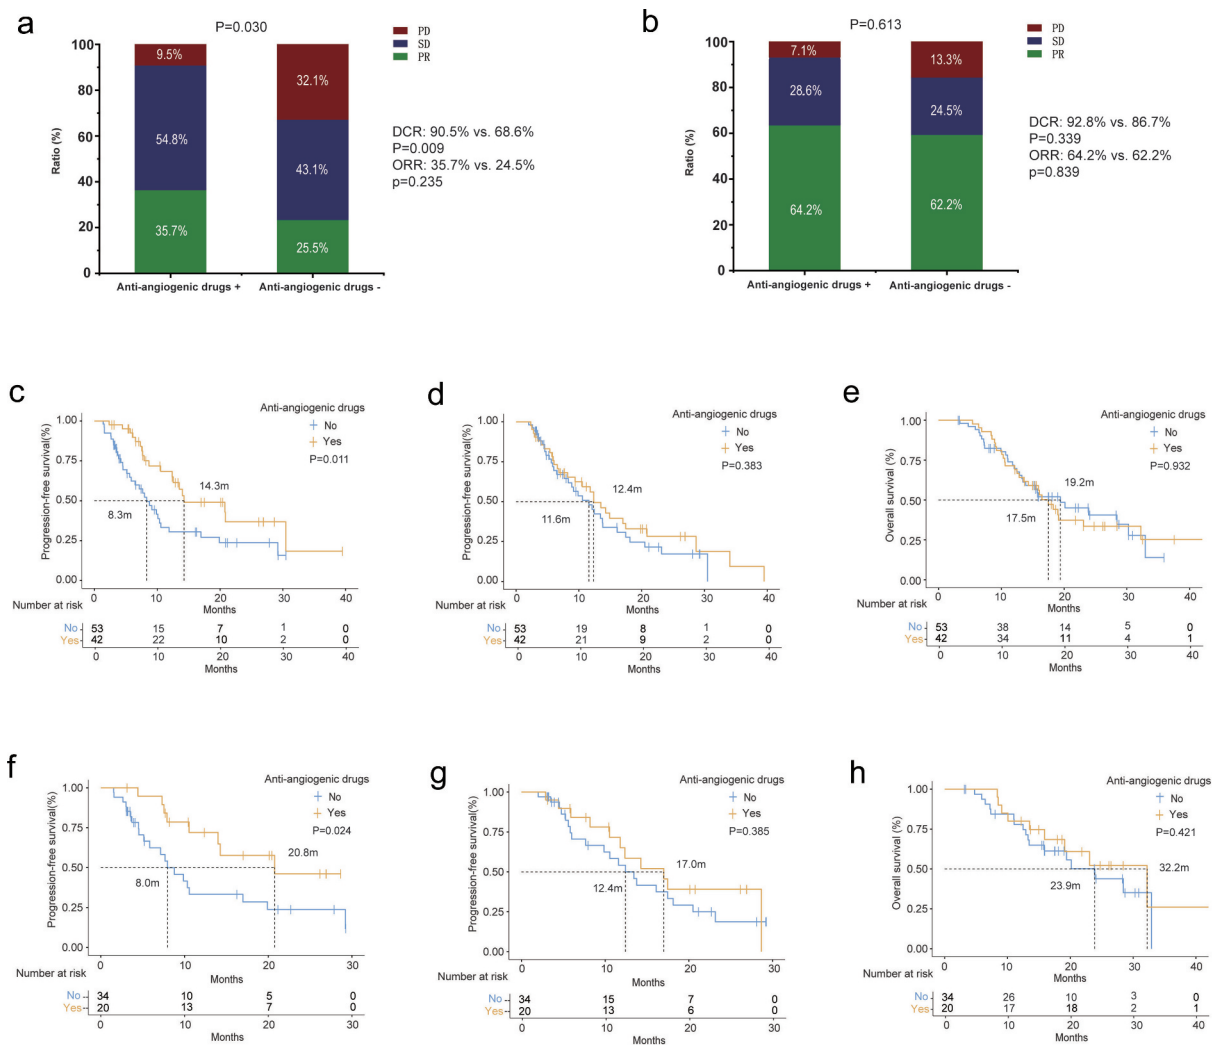 a
P=0.030
PD
SD
PR
100
80
60
40
20
0
Ratio (%)
9.5%
54.8%
35.7%
32.1%
43.1%
25.5%
Anti-angiogenic drugs +
Anti-angiogenic drugs -
DCR: 90.5% vs. 68.6%
P=0.009
ORR: 35.7% vs. 24.5%
p=0.235
b
P=0.613
PD
SD
PR
100
80
60
40
20
0
Ratio (%)
7.1%
28.6%
64.2%
13.3%
24.5%
62.2%
Anti-angiogenic drugs +
Anti-angiogenic drugs -
DCR: 92.8% vs. 86.7%
P=0.339
ORR: 64.2% vs. 62.2%
p=0.839
c
Anti-angiogenic drugs
No
Yes
P=0.011
Progression-free survival(%)
1.00
0.75
0.50
0.25
0.00
14.3m
8.3m
0 10 20 30 40
Months
Number at risk
No 53 15 7 1 0
Yes 42 22 10 2 0
0 10 20 30 40
Months
d
Anti-angiogenic drugs
No
Yes
P=0.383
Progression-free survival(%)
1.00
0.75
0.50
0.25
0.00
12.4m
11.6m
0 10 20 30 40
Months
Number at risk
No 53 19 8 1 0
Yes 42 21 9 2 0
0 10 20 30 40
Months
e
Anti-angiogenic drugs
No
Yes
P=0.932
Overall survival (%)
1.00
0.75
0.50
0.25
0.00
19.2m
17.5m
0 10 20 30 40
Months
Number at risk
No 53 38 14 5 0
Yes 42 34 11 4 1
0 10 20 30 40
Months
f
Anti-angiogenic drugs
No
Yes
P=0.024
Progression-free survival(%)
1.00
0.75
0.50
0.25
0.00
20.8m
8.0m
0 10 20 30
Months
Number at risk
No 34 10 5 0
Yes 20 13 7 0
0 10 20 30
Months
g
Anti-angiogenic drugs
No
Yes
P=0.385
Progression-free survival(%)
1.00
0.75
0.50
0.25
0.00
17.0m
12.4m
0 10 20 30
Months
Number at risk
No 34 15 7 0
Yes 20 13 6 0
0 10 20 30
Months
h
Anti-angiogenic drugs
No
Yes
P=0.421
Overall survival (%)
1.00
0.75
0.50
0.25
0.00
32.2m
23.9m
0 10 20 30 40
Months
Number at risk
No 34 26 10 3 0
Yes 20 17 18 2 1
0 10 20 30 40
Months